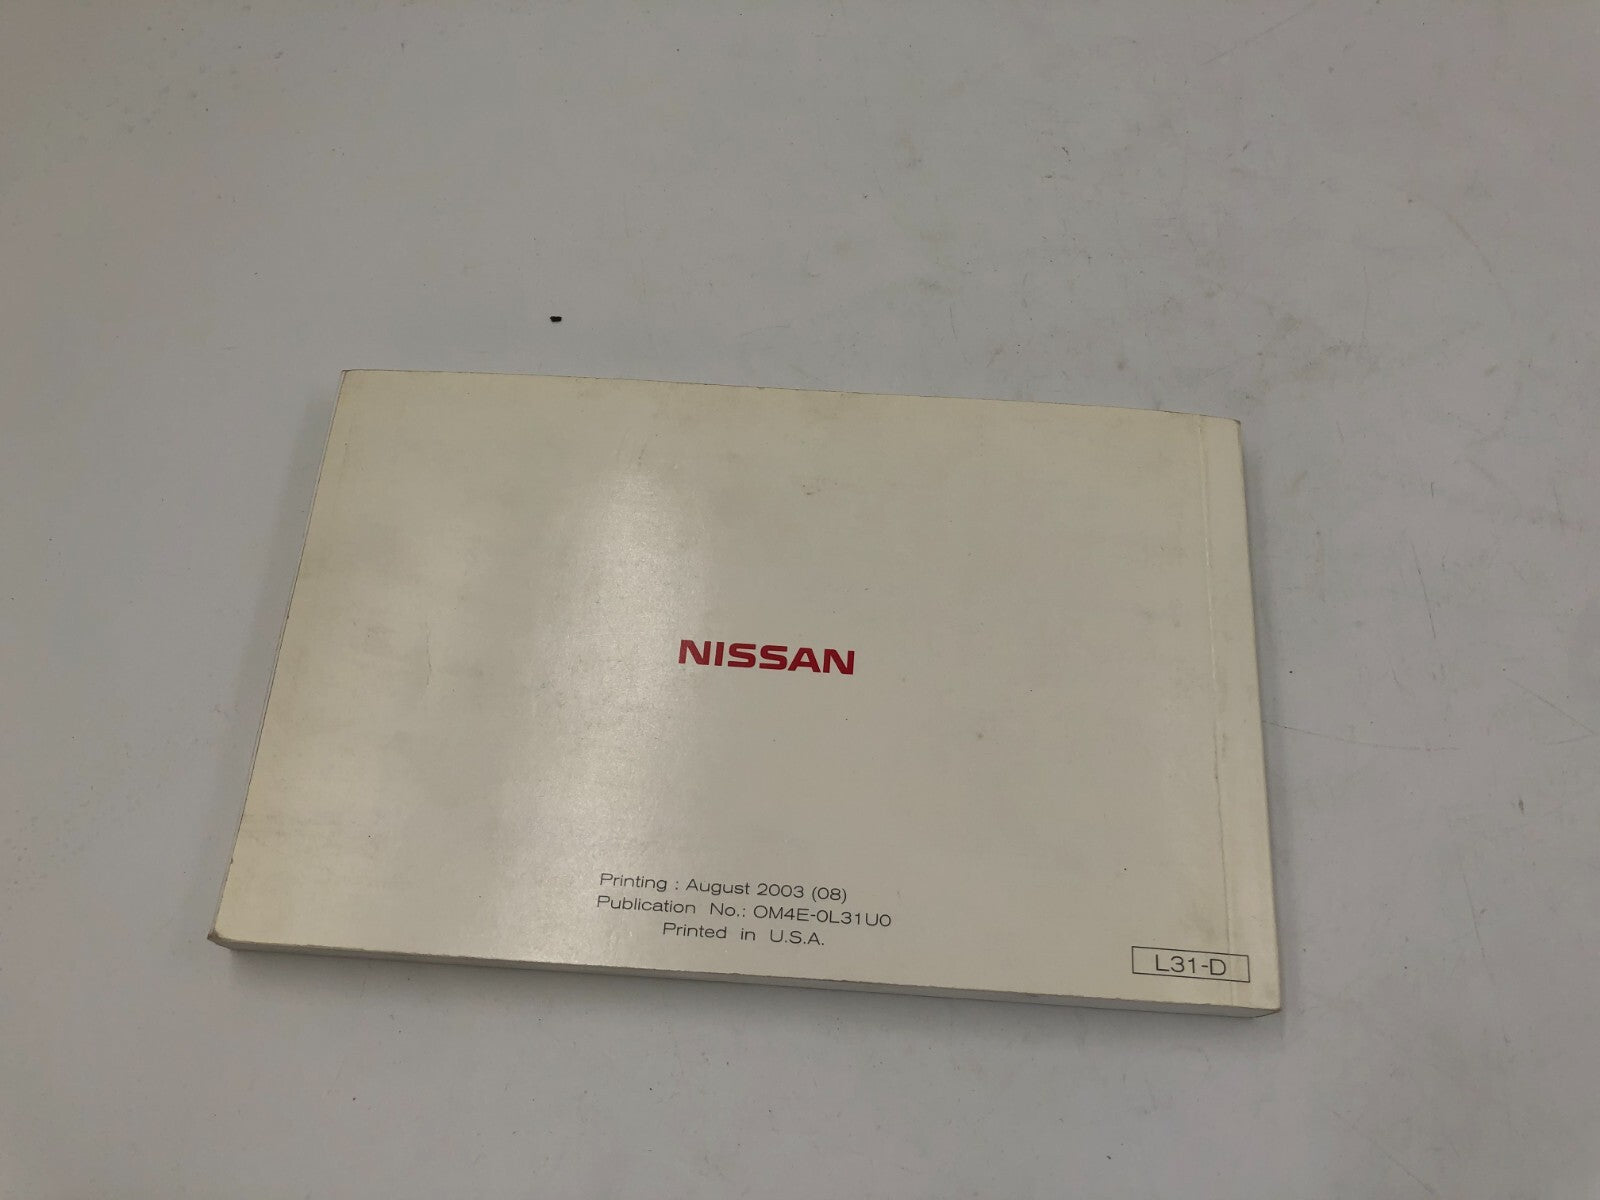 NISSAN
Printing : August 2003 (08)
Publication No.: OM4E-0L31U0
Printed in U.S.A.
L31-D